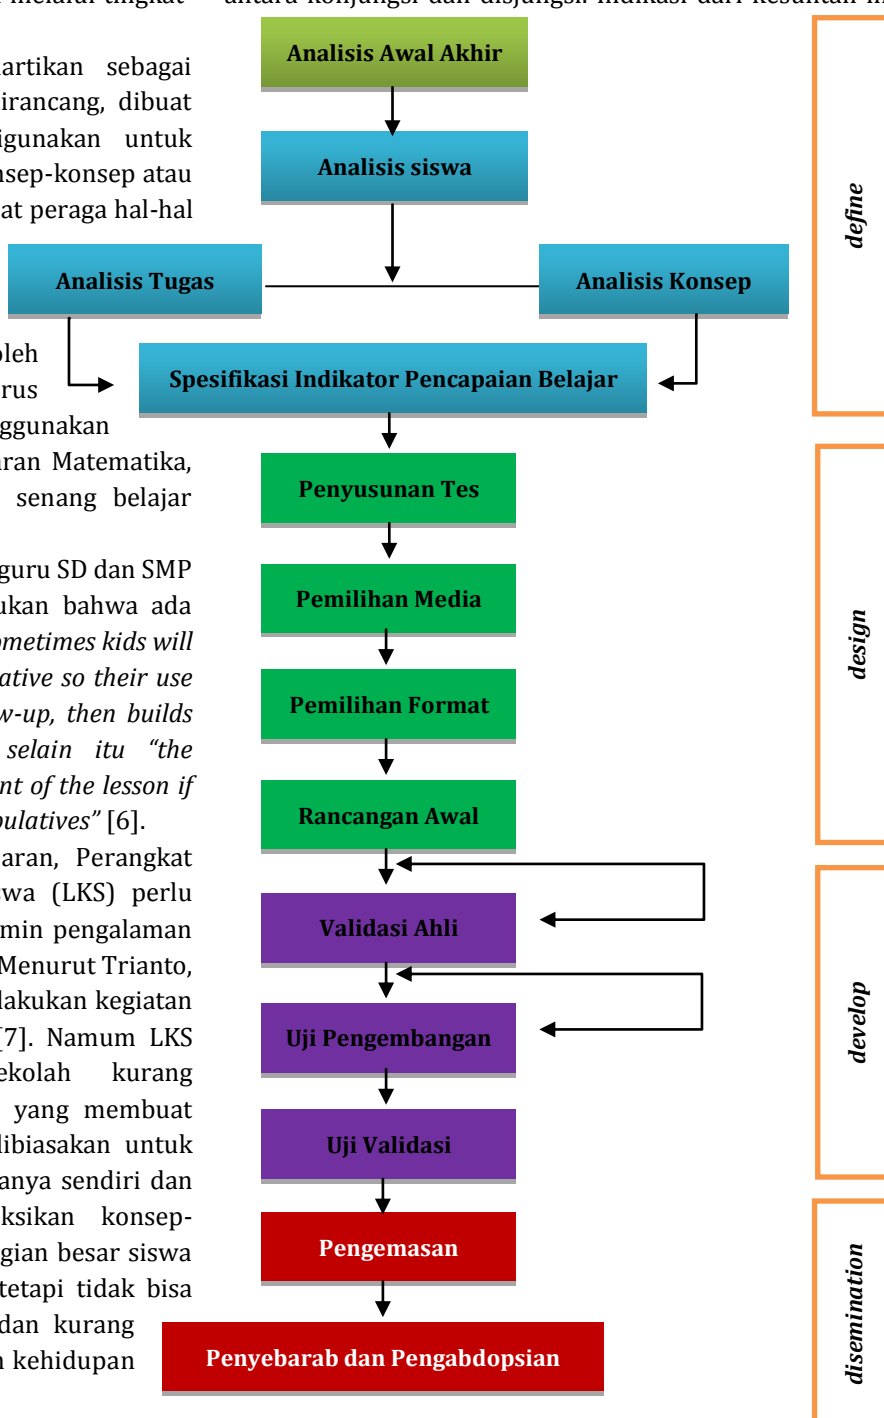 melalui tingkat
antara konjungsi dan disjungsi. Indikasi dari kesulitan
artikan sebagai
irancang, dibuat
igunakan untuk
nsep-konsep atau
at peraga hal-hal
oleh
rus
ggunakan
aran Matematika,
senang belajar
guru SD dan SMP
ukan bahwa ada
ometimes kids will
ative so their use
w-up, then builds
selain itu “the
nt of the lesson if
pulatives” [6].
aran, Perangkat
swa (LKS) perlu
min pengalaman
Menurut Trianto,
lakukan kegiatan
[7]. Namum LKS
ekolah kurang
yang membuat
dibiasakan untuk
anya sendiri dan
ksikan konsep-
gian besar siswa
tetapi tidak bisa
dan kurang
kehidupan
Analisis Awal Akhir
Analisis siswa
Analisis Tugas
Analisis Konsep
Spesifikasi Indikator Pencapaian Belajar
define
Penyusunan Tes
Pemilihan Media
Pemilihan Format
Rancangan Awal
design
Validasi Ahli
Uji Pengembangan
Uji Validasi
develop
Pengemasan
Penyebarab dan Pengabdopsian
disemination